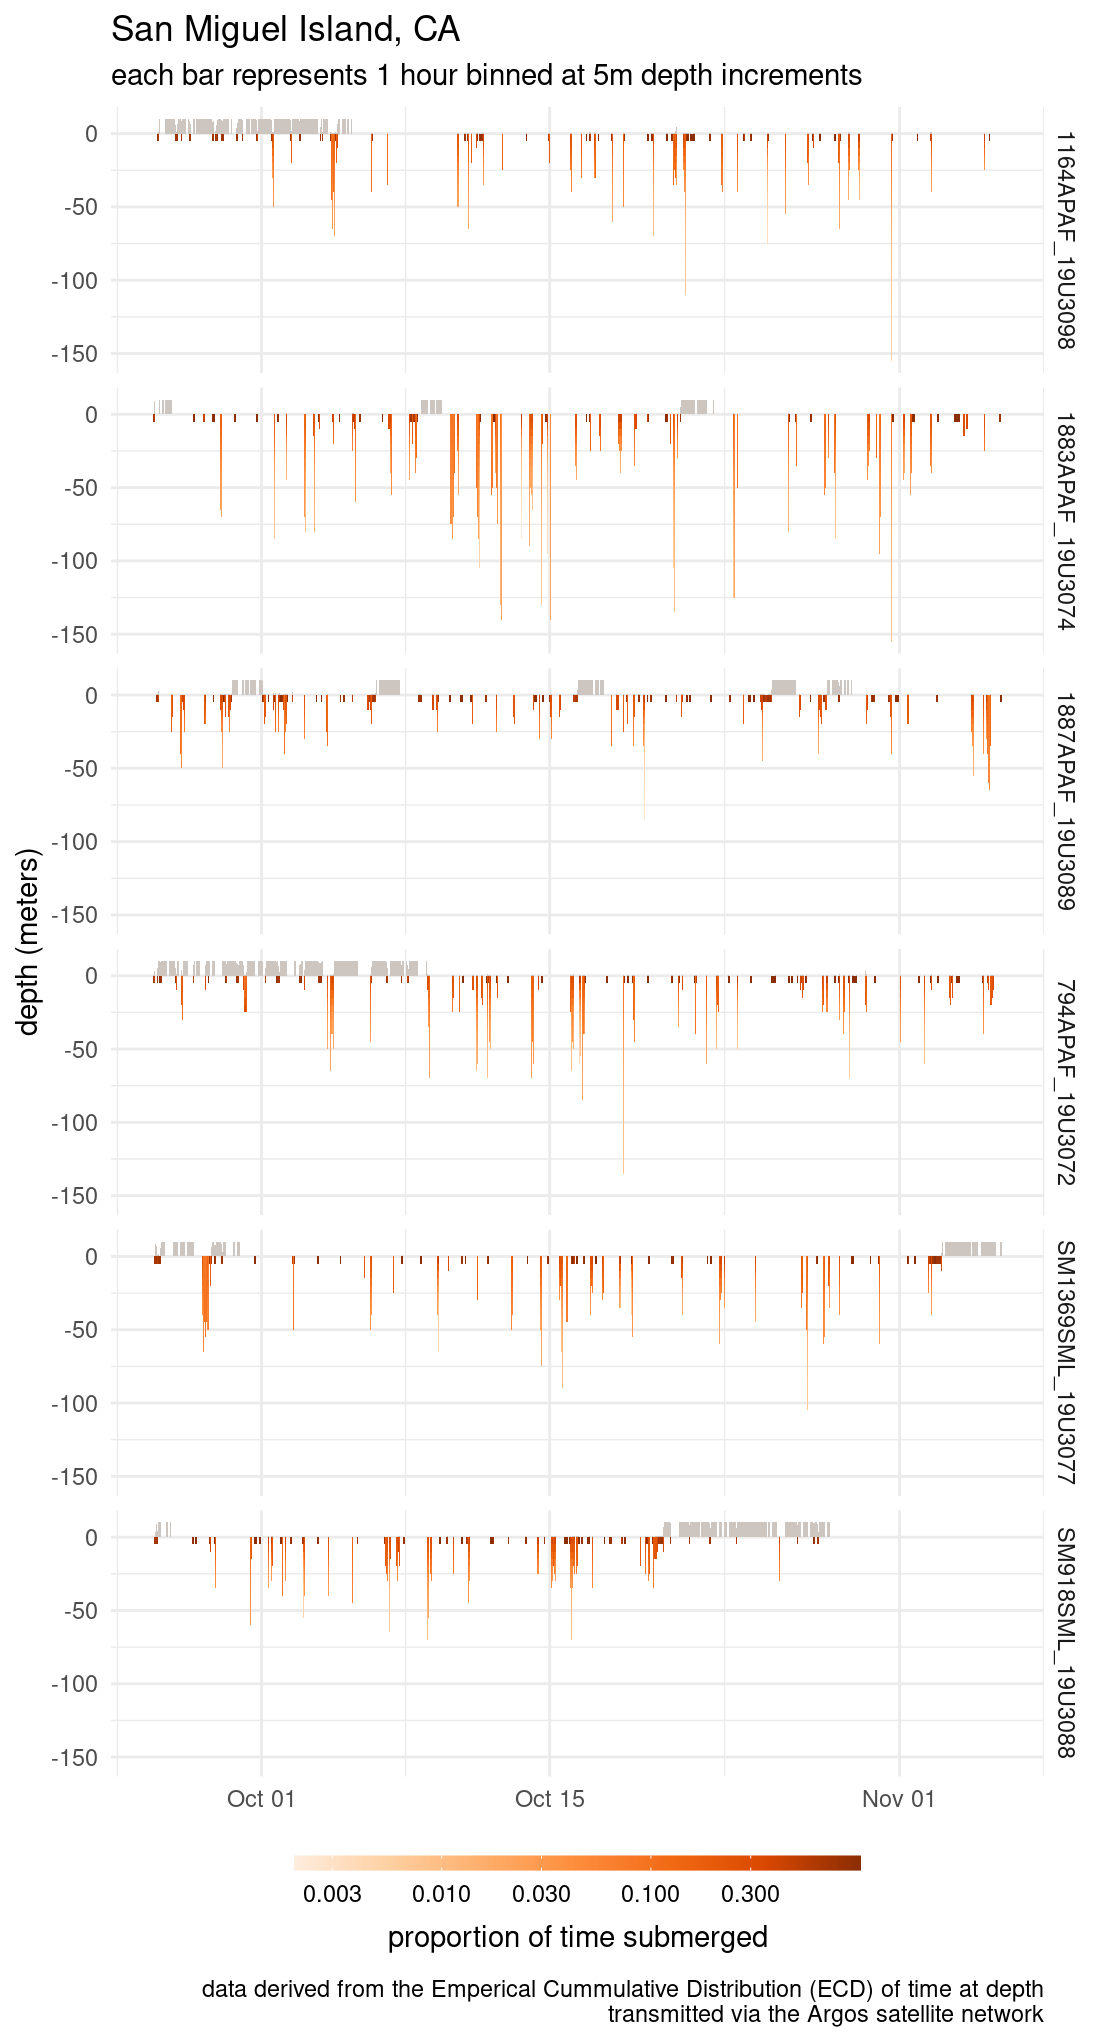 San Miguel Island, CA
each bar represents 1 hour binned at 5m depth increments
depth (meters)
0
-50
-100
-150
1164APAF_19U3098
0
-50
-100
-150
1883APAF_19U3074
0
-50
-100
-150
1887APAF_19U3089
0
-50
-100
-150
794APAF_19U3072
0
-50
-100
-150
SM1369SML_19U3077
0
-50
-100
-150
SM918SML_19U3088
Oct 01 Oct 15 Nov 01
0.003 0.010 0.030 0.100 0.300
proportion of time submerged
data derived from the Emperical Cummulative Distribution (ECD) of time at depth
transmitted via the Argos satellite network